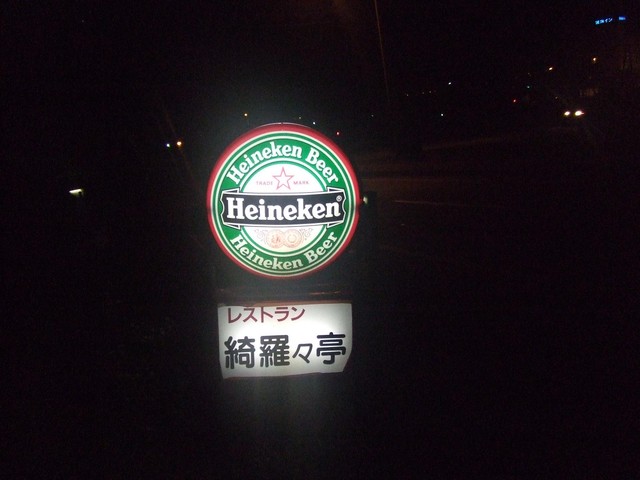 Heineken Beer
TRADE MARK
Heineken®
Heineken Beer
レストラン
綺羅々亭